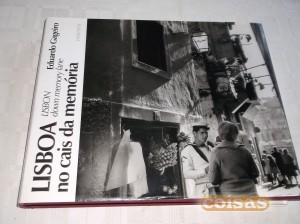 LISBOA
LISBON
down memory lane
no cais da memória
Eduardo Gageiro
coisas